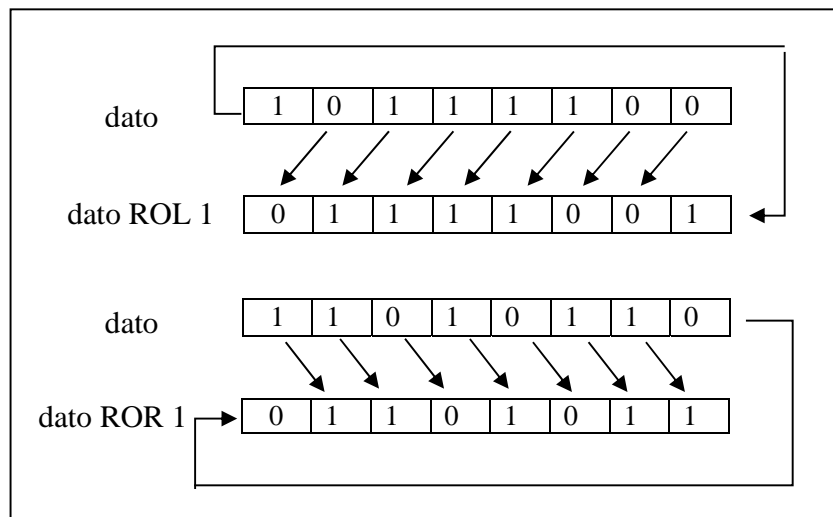 dato 1 0 1 1 1 1 0 0
dato ROL 1 0 1 1 1 1 0 0 1
dato 1 1 0 1 0 1 1 0
dato ROR 1 0 1 1 0 1 0 1 1